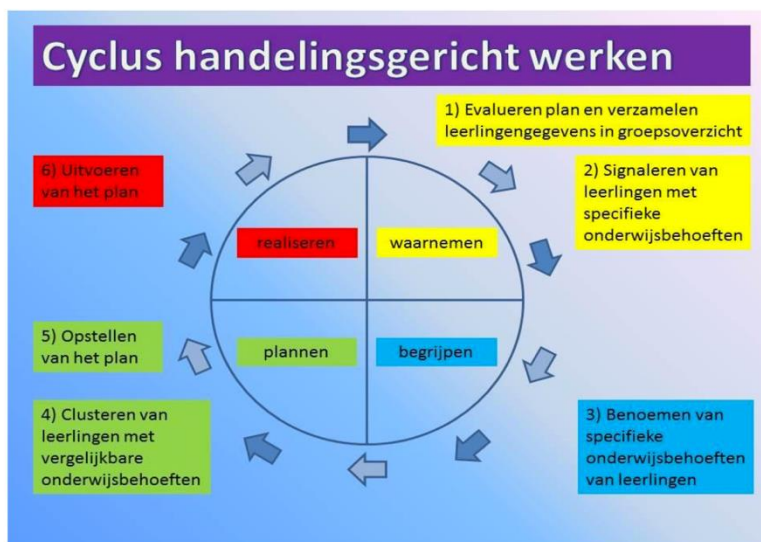 Cyclus handelingsgericht werken
1) Evalueren plan en verzamelen
leerlingengegevens in groepsoverzicht
2) Signaleren van
leerlingen met
specifieke
onderwijsbehoeften
3) Benoemen van
specifieke
onderwijsbehoeften
van leerlingen
4) Clusteren van
leerlingen met
vergelijkbare
onderwijsbehoeften
5) Opstellen
van het plan
6) Uitvoeren
van het plan
realiseren
waarnemen
plannen
begrijpen